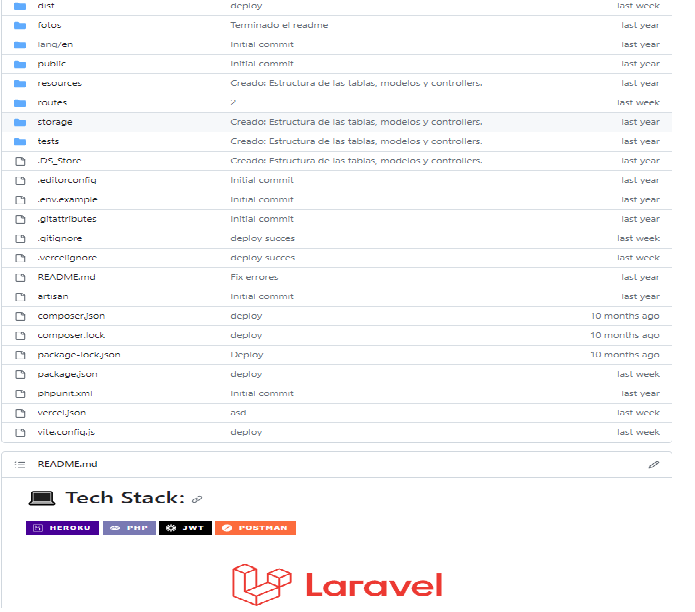 dist deploy last week
fotos Terminado el readme last year
lang/en Initial commit last year
public Initial commit last year
resources Creado: Estructura de las tablas, modelos y controllers. last year
routes 2 last week
storage Creado: Estructura de las tablas, modelos y controllers. last year
tests Creado: Estructura de las tablas, modelos y controllers. last year
.DS_Store Creado: Estructura de las tablas, modelos y controllers. last year
.editorconfig Initial commit last year
.env.example Initial commit last year
.gitattributes Initial commit last year
.gitignore deploy succes last week
.vercelignore deploy succes last week
README.md Fix errores last year
artisan Initial commit last year
composer.json deploy 10 months ago
composer.lock deploy 10 months ago
package-lock.json Deploy 10 months ago
package.json deploy last week
phpunit.xml Initial commit last year
vercel.json asd last week
vite.config.js deploy last week
README.md
Tech Stack:
HEROKU PHP JWT POSTMAN
Laravel